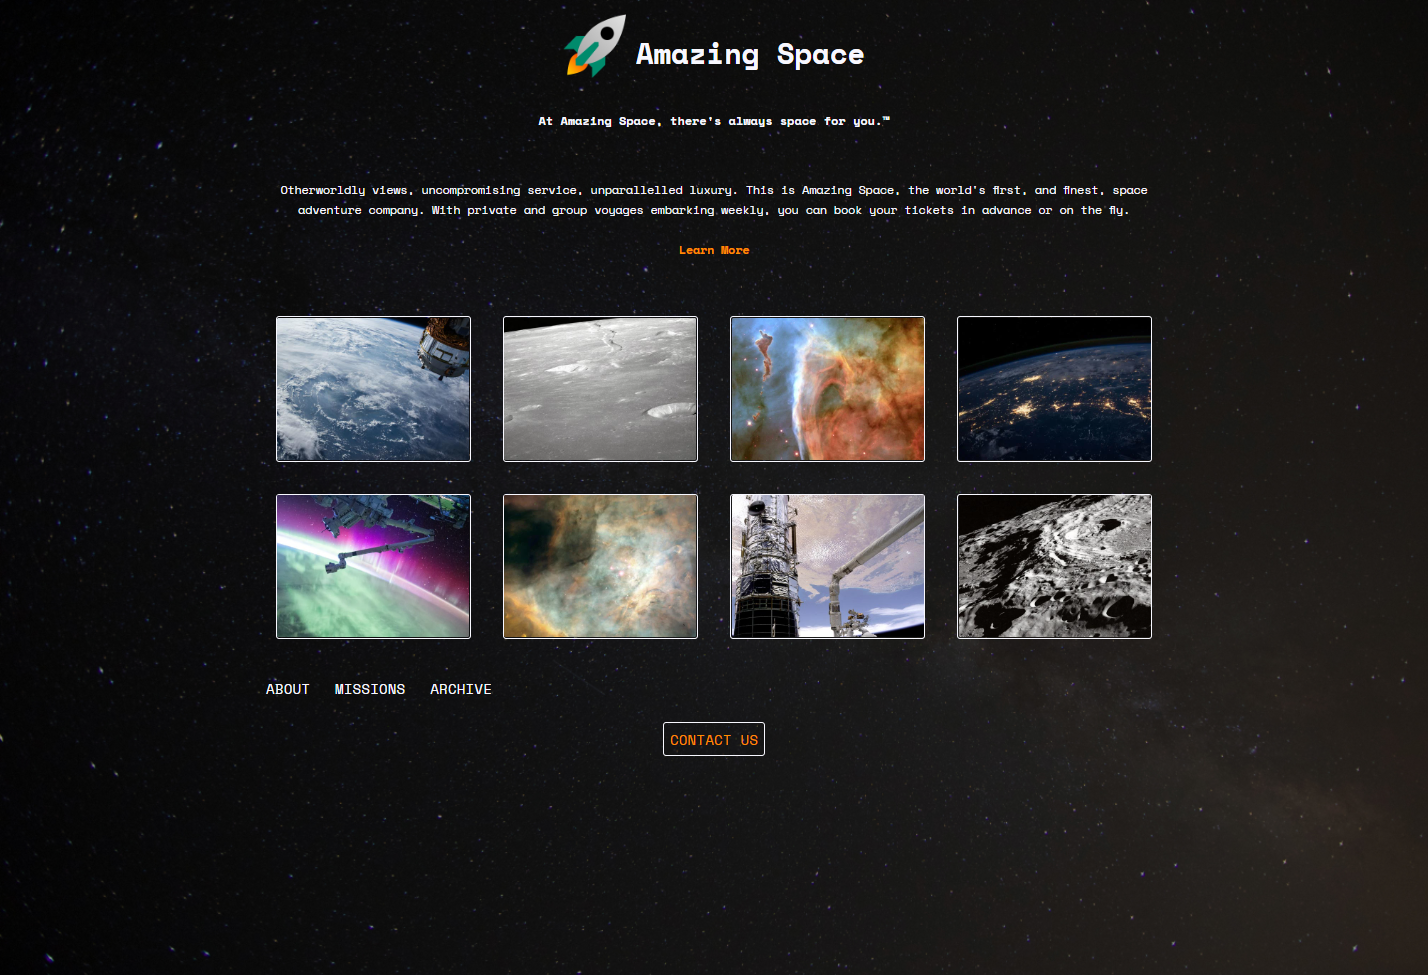 Amazing Space
At Amazing Space, there's always space for you.™
Otherworldly views, uncompromising service, unparallelled luxury. This is Amazing Space, the world's first, and finest, space
adventure company. With private and group voyages embarking weekly, you can book your tickets in advance or on the fly.
Learn More
ABOUT MISSIONS ARCHIVE
CONTACT US